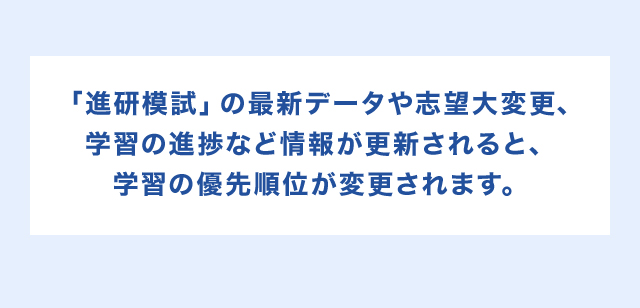 「進研模試」の最新データや志望大変更、
学習の進捗など情報が更新されると、
学習の優先順位が変更されます。